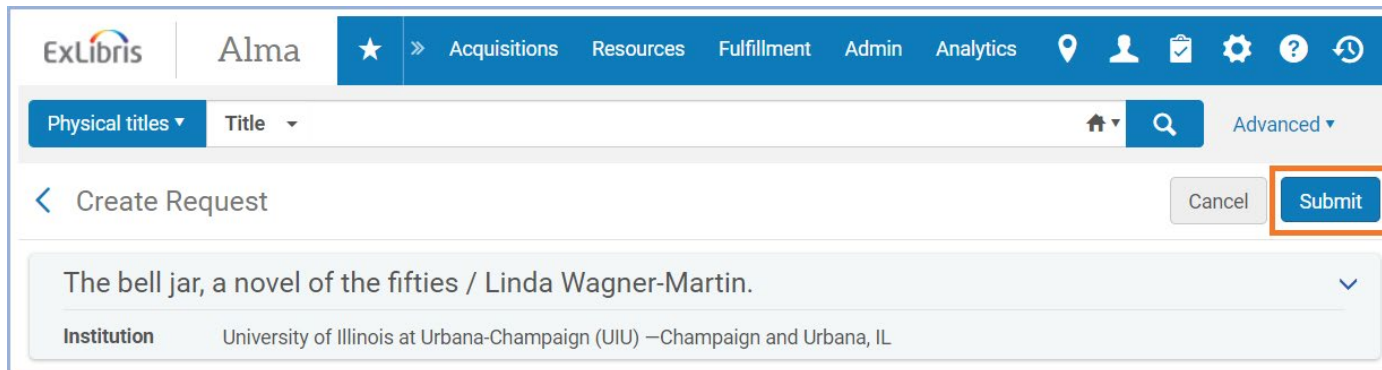 ExLibris Alma » Acquisitions Resources Fulfillment Admin Analytics ?
Physical titles Title Advanced
Create Request Cancel Submit
The bell jar, a novel of the fifties / Linda Wagner-Martin.
Institution University of Illinois at Urbana-Champaign (UIU) —Champaign and Urbana, IL